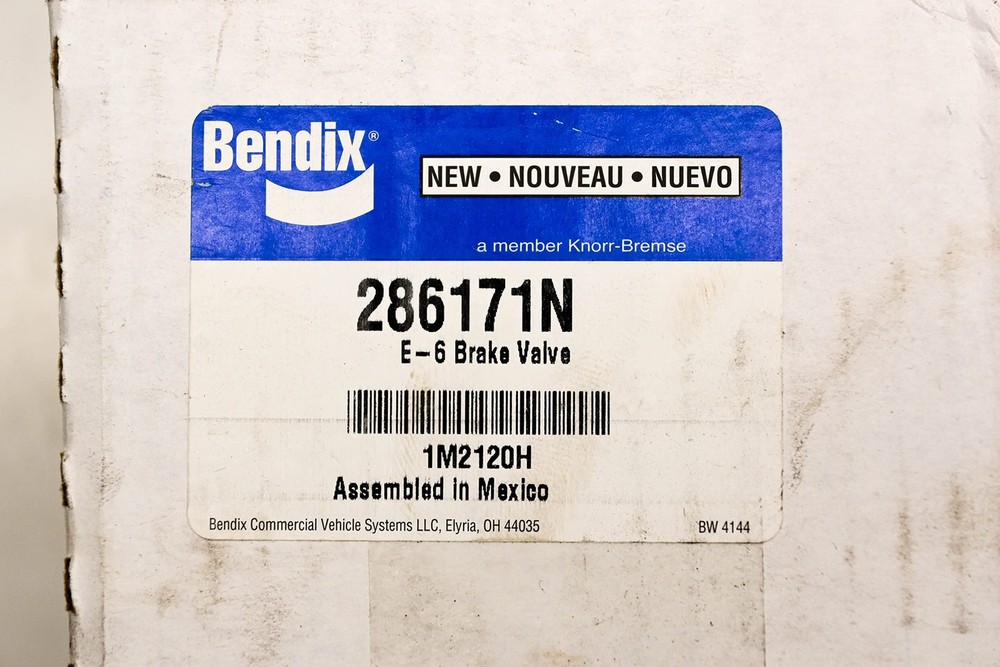 Bendix®
NEW • NOUVEAU • NUEVO
a member Knorr-Bremse
286171N
E-6 Brake Valve
1M2120H
Assembled in Mexico
Bendix Commercial Vehicle Systems LLC, Elyria, OH 44035
BW 4144